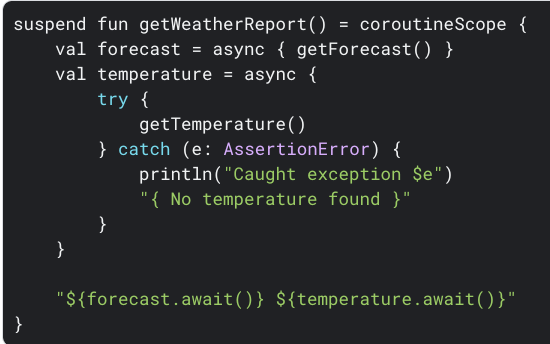 suspend fun getWeatherReport() = coroutineScope {
    val forecast = async { getForecast() }
    val temperature = async {
        try {
            getTemperature()
        } catch (e: AssertionError) {
            println("Caught exception $e")
            "{ No temperature found }"
        }
    }

    "${forecast.await()} ${temperature.await()}"
}